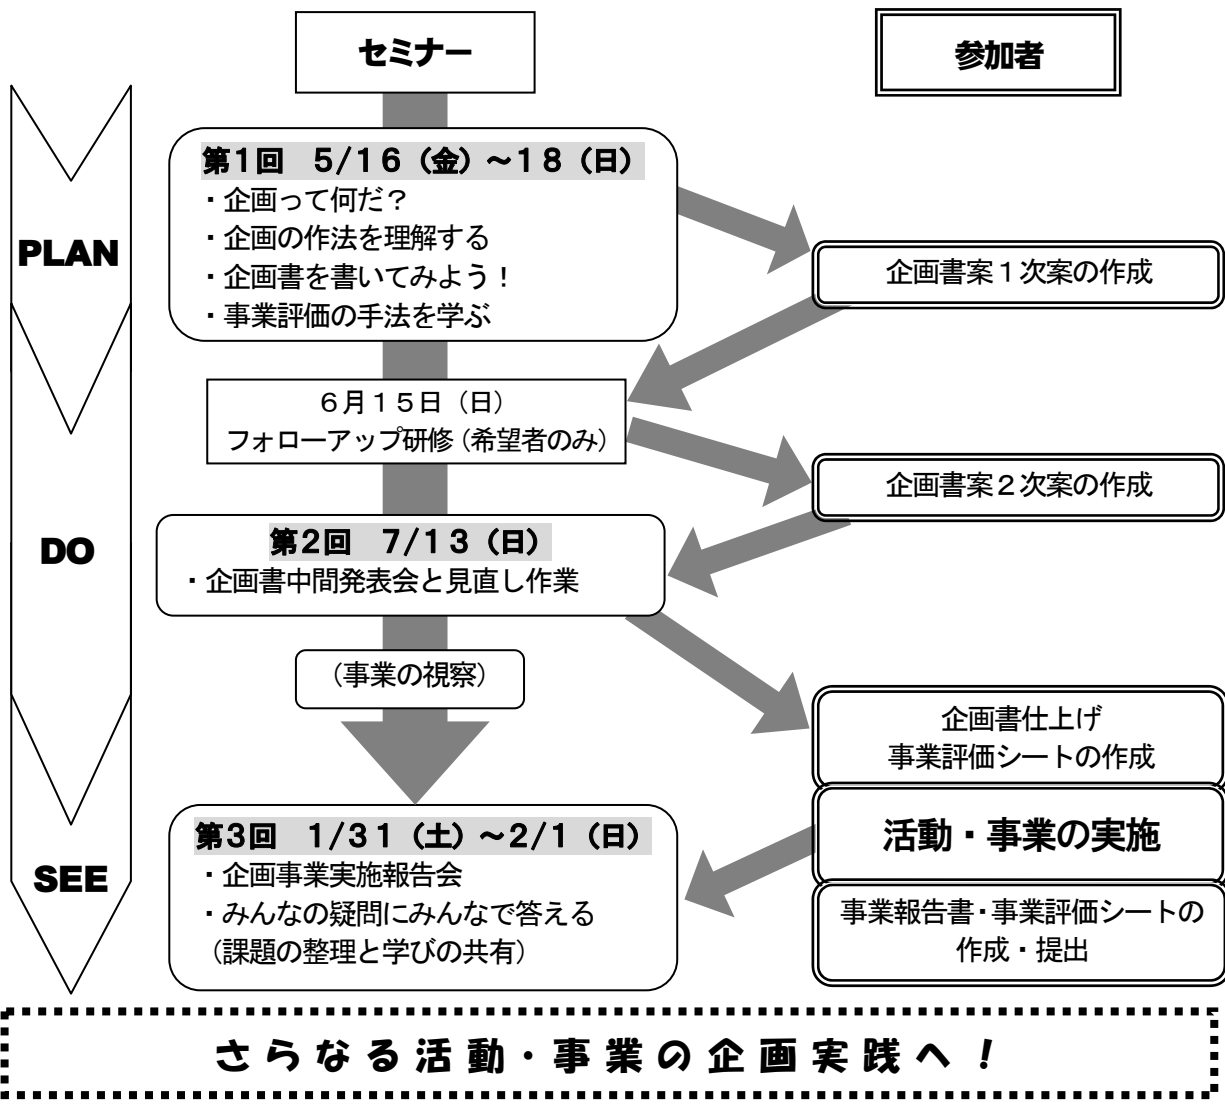 セミナー
参加者
PLAN
第1回　5/16（金）～18（日）
・企画って何だ？
・企画の作法を理解する
・企画書を書いてみよう！
・事業評価の手法を学ぶ
企画書案１次案の作成
６月１５日（日）
フォローアップ研修（希望者のみ）
企画書案２次案の作成
DO
第2回　7/13（日）
・企画書中間発表会と見直し作業
（事業の視察）
企画書仕上げ
事業評価シートの作成
活動・事業の実施
事業報告書・事業評価シートの
作成・提出
SEE
第3回　1/31（土）～2/1（日）
・企画事業実施報告会
・みんなの疑問にみんなで答える
（課題の整理と学びの共有）
さらなる活動・事業の企画実践へ！